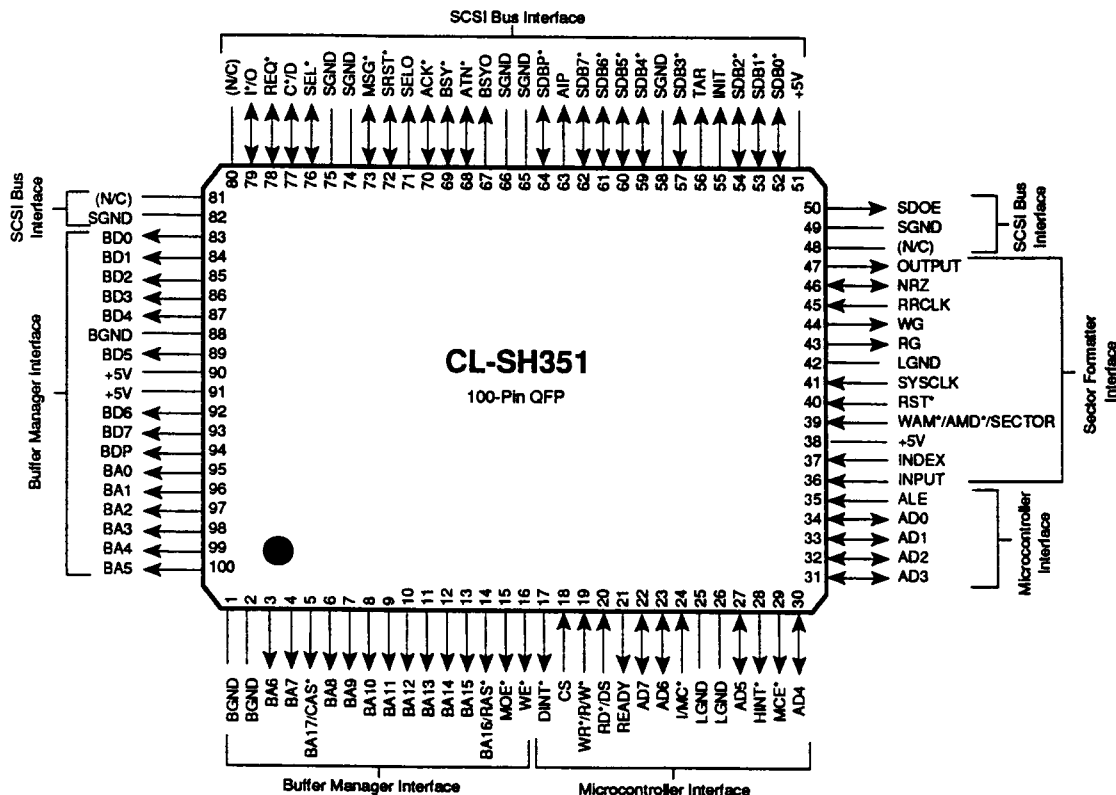 SCSI Bus Interface
(N/C) I*/O REQ* C*/D SEL* SGND SGND MSG* SRST* SELO ACK* BSY* ATN* BSYO SGND SGND SDBP* AIP SDB7* SDB6* SDB5* SDB4* SGND SDB3* TAR INIT SDB2* SDB1* SDB0* +5V
80 79 78 77 76 75 74 73 72 71 70 69 68 67 66 65 64 63 62 61 60 59 58 57 56 55 54 53 52 51
SCSI Bus
Interface
(N/C) 81
SGND 82
Buffer Manager Interface
BD0 83
BD1 84
BD2 85
BD3 86
BD4 87
BGND 88
BD5 89
+5V 90
+5V 91
BD6 92
BD7 93
BDP 94
BA0 95
BA1 96
BA2 97
BA3 98
BA4 99
BA5 100
CL-SH351
100-Pin QFP
50 SDOE
49 SGND
48 (N/C)
SCSI Bus
Interface
47 OUTPUT
46 NRZ
45 RRCLK
44 WG
43 RG
42 LGND
41 SYSCLK
40 RST*
39 WAM*/AMD*/SECTOR
38 +5V
37 INDEX
36 INPUT
Sector Formatter
Interface
35 ALE
34 AD0
33 AD1
32 AD2
31 AD3
Microcontroller
Interface
1 2 3 4 5 6 7 8 9 10 11 12 13 14 15 16 17 18 19 20 21 22 23 24 25 26 27 28 29 30
BGND BGND BA6 BA7 BA17/CAS* BA8 BA9 BA10 BA11 BA12 BA13 BA14 BA15 BA16/RAS* MOE* WE* DINT* CS WR*/R/W* RD*/DS READY AD7 AD6 I/MC* LGND LGND AD5 HINT* MCE* AD4
Buffer Manager Interface
Microcontroller Interface